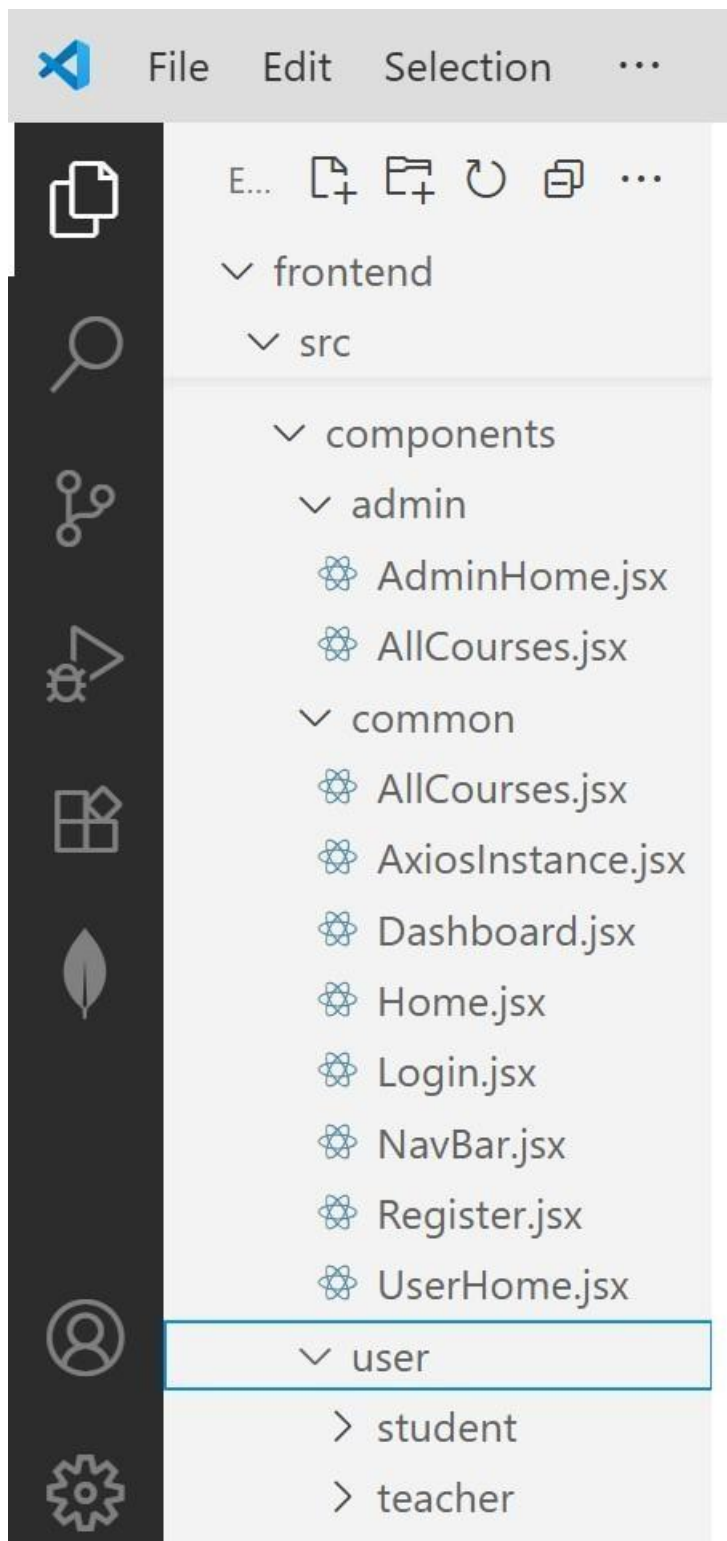 File Edit Selection ...
E... ...
frontend
src
components
admin
AdminHome.jsx
AllCourses.jsx
common
AllCourses.jsx
AxiosInstance.jsx
Dashboard.jsx
Home.jsx
Login.jsx
NavBar.jsx
Register.jsx
UserHome.jsx
user
student
teacher